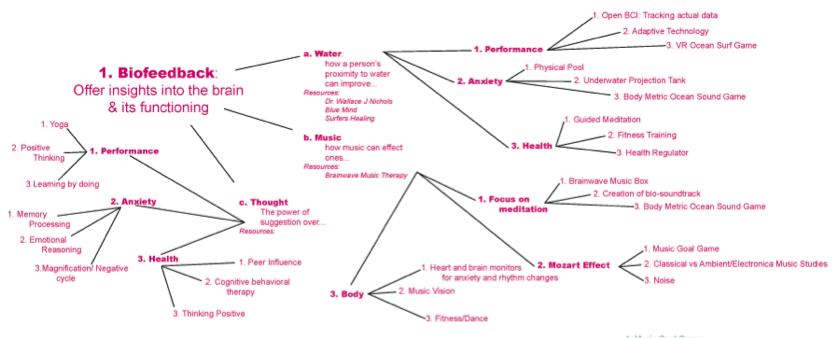 1. Biofeedback:
Offer insights into the brain
& its functioning
a. Water:
how a person's
proximity to water
can improve...
Resources:
Dr. Wallace J Nichols
Blue Mind
Surfers Healing
1. Performance
1. Open BCI: Tracking actual data
2. Adaptive Technology
3. VR Ocean Surf Game
2. Anxiety
1. Physical Pool
2. Underwater Projection Tank
3. Body Metric Ocean Sound Game
3. Health
1. Guided Meditation
2. Fitness Training
3. Health Regulator
b. Music
how music can effect
ones...
Resources:
Brainwave Music Therapy
1. Focus on
meditation
1. Brainwave Music Box
2. Creation of bio-soundtrack
3. Body Metric Ocean Sound Game
2. Mozart Effect
1. Music Goal Game
2. Classical vs Ambient/Electronica Music Studies
3. Noise
3. Body
1. Heart and brain monitors
for anxiety and rhythm changes
2. Music Vision
3. Fitness/Dance
c. Thought
The power of
suggestion over...
Resources:
1. Performance
1. Yoga
2. Positive
Thinking
3.Learning by doing
2. Anxiety
1. Memory
Processing
2. Emotional
Reasoning
3.Magnification/ Negative
cycle
3. Health
1. Peer Influence
2. Cognitive behavioral
therapy
3. Thinking Positive